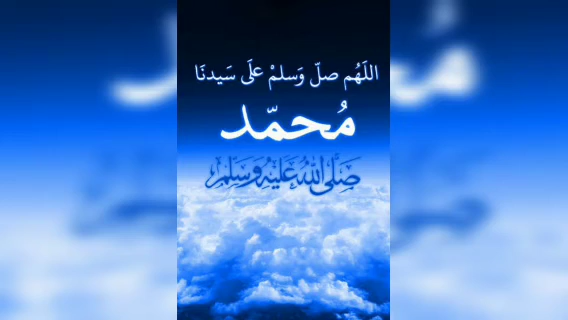 اللَهُم صلّ وَسلمْ علَى سَيدنَا
مُحمّد
صَلَّى اللهُ عَلَيْهِ وَسَلَّم